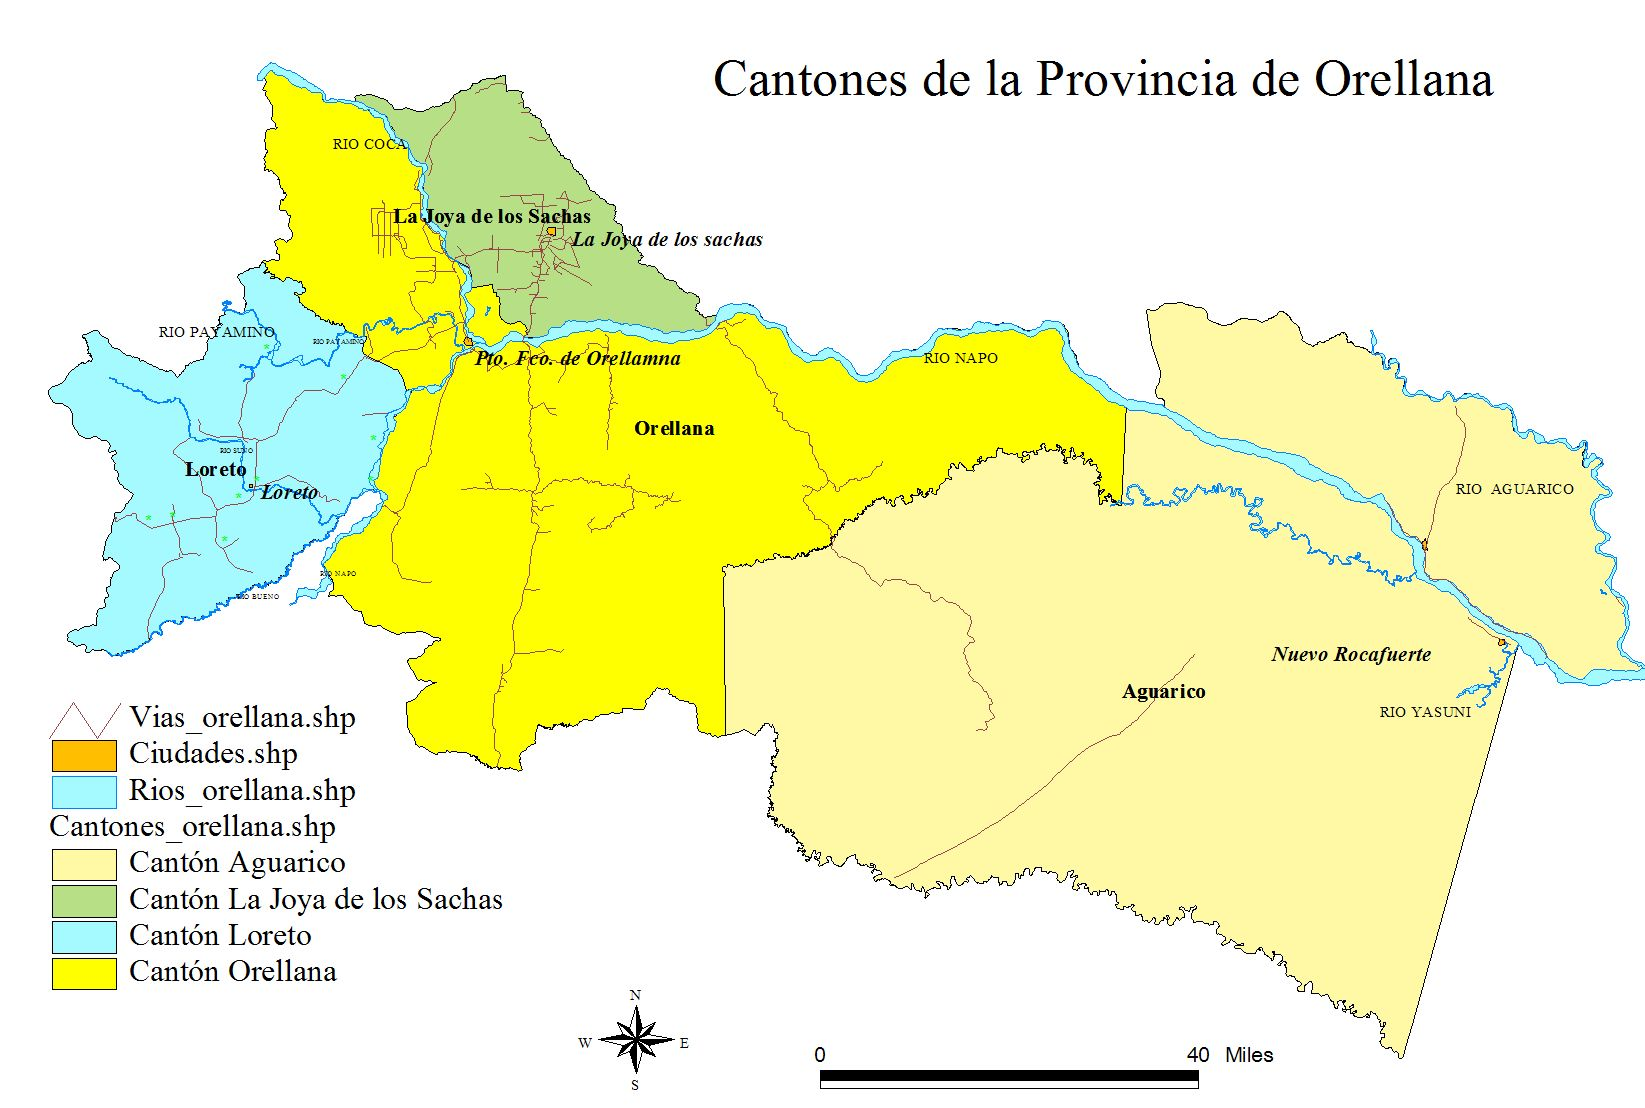 Cantones de la Provincia de Orellana
RIO COCA
La Joya de los Sachas
La Joya de los sachas
RIO PAYAMINO
RIO PAYAMINO
Pto. Fco. de Orellamna
RIO NAPO
Orellana
RIO SUNO
Loreto
Loreto
RIO AGUARICO
RIO NAPO
RIO BUENO
Nuevo Rocafuerte
Aguarico
RIO YASUNI
Vias_orellana.shp
Ciudades.shp
Rios_orellana.shp
Cantones_orellana.shp
Cantón Aguarico
Cantón La Joya de los Sachas
Cantón Loreto
Cantón Orellana
N
W E
S
0 40 Miles